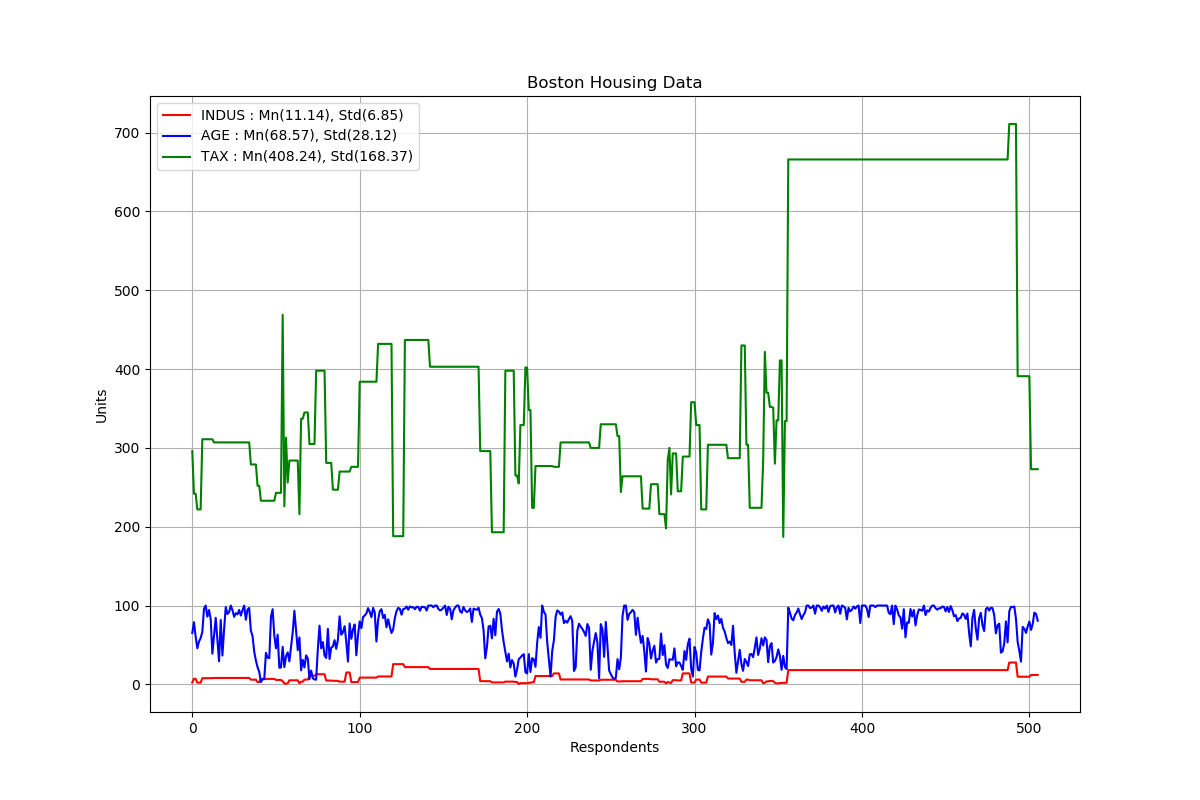 Boston Housing Data
INDUS : Mn(11.14), Std(6.85)
AGE : Mn(68.57), Std(28.12)
TAX : Mn(408.24), Std(168.37)
700
600
500
400
300
200
100
0
Units
0 100 200 300 400 500
Respondents